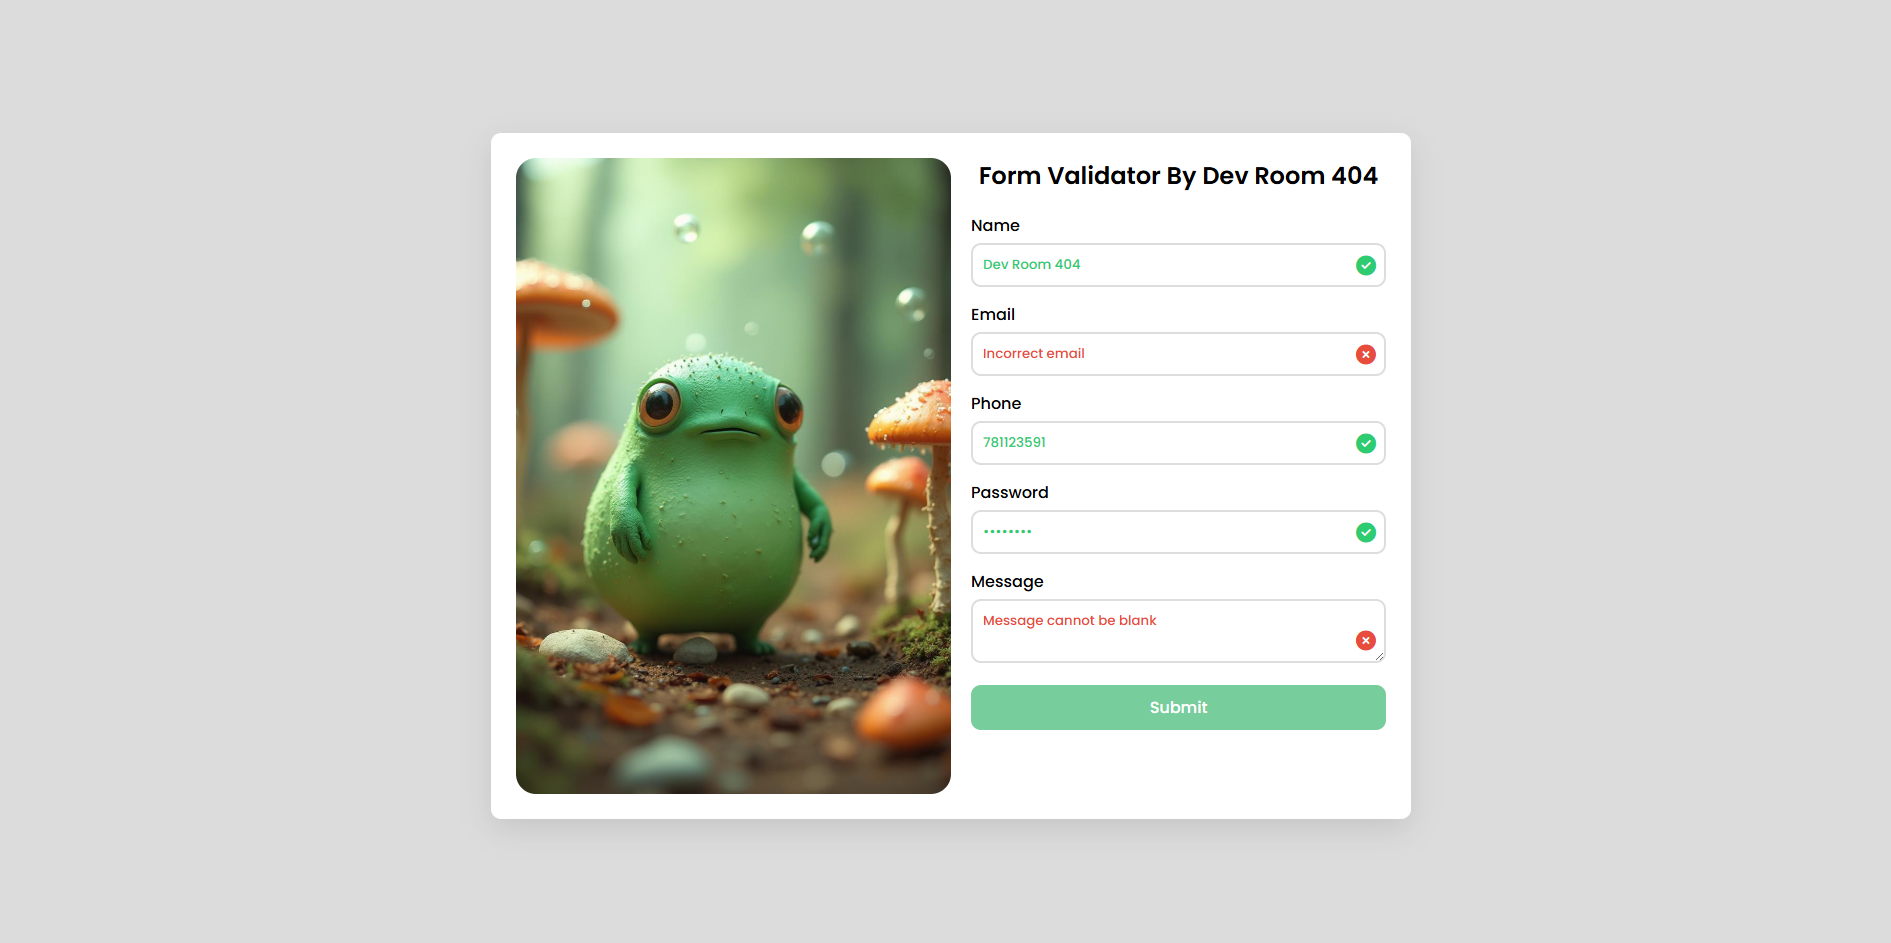 Form Validator By Dev Room 404
Name
Dev Room 404
Email
Incorrect email
Phone
781123591
Password
••••••••
Message
Message cannot be blank
Submit